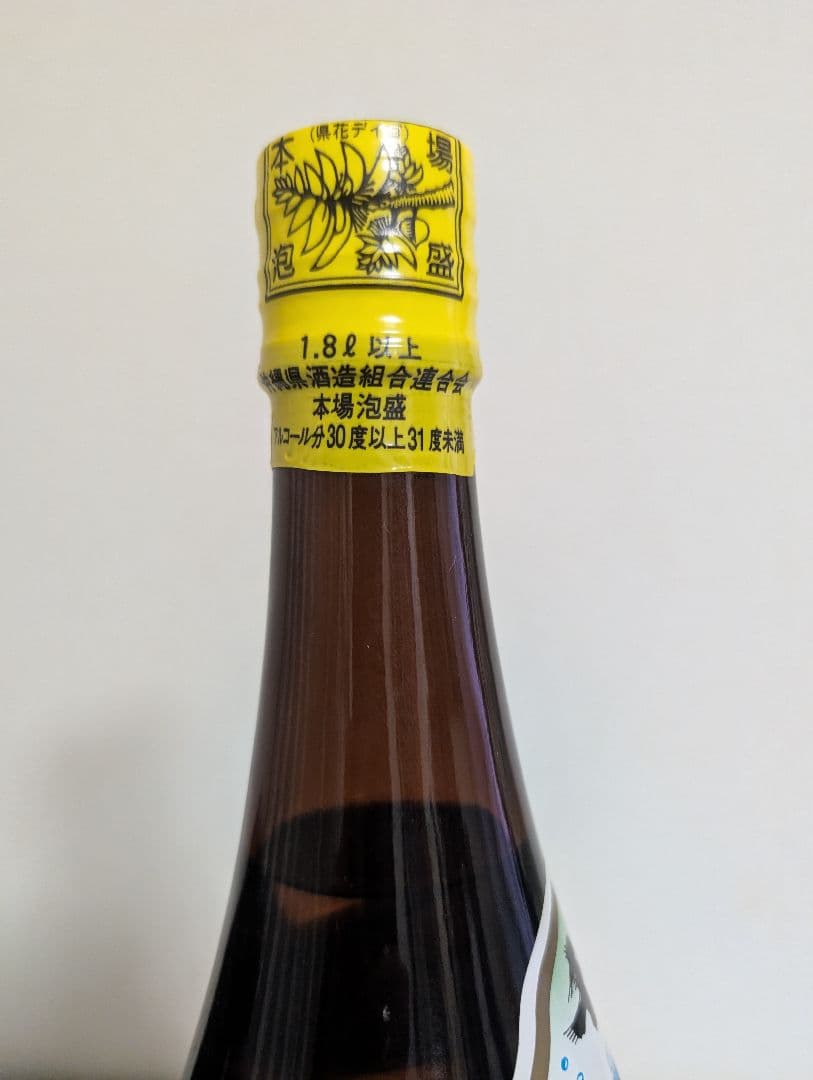 (県花デイゴ)
本場
泡盛
1.8ℓ以上
沖縄県酒造組合連合会
本場泡盛
アルコール分30度以上31度未満